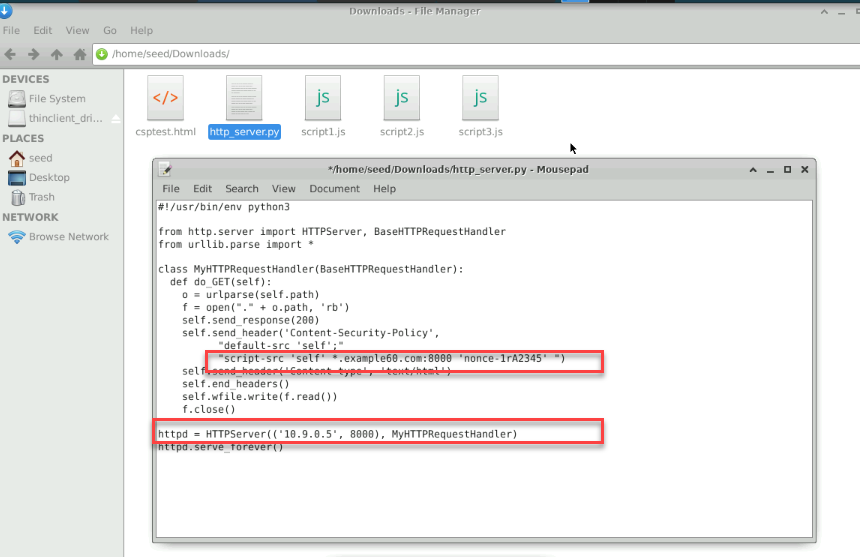 Downloads - File Manager
File Edit View Go Help
/home/seed/Downloads/
DEVICES
File System
thinclient_dri...
PLACES
seed
Desktop
Trash
NETWORK
Browse Network
</>
js
js
js
csptest.html http_server.py script1.js script2.js script3.js
*/home/seed/Downloads/http_server.py - Mousepad
File Edit Search View Document Help
#!/usr/bin/env python3
from http.server import HTTPServer, BaseHTTPRequestHandler
from urllib.parse import *
class MyHTTPRequestHandler(BaseHTTPRequestHandler):
def do_GET(self):
o = urlparse(self.path)
f = open("." + o.path, 'rb')
self.send_response(200)
self.send_header('Content-Security-Policy',
"default-src 'self';"
"script-src 'self' *.example60.com:8000 'nonce-1rA2345' ")
self.send_header('Content-type', 'text/html')
self.end_headers()
self.wfile.write(f.read())
f.close()
httpd = HTTPServer(('10.9.0.5', 8000), MyHTTPRequestHandler)
httpd.serve_forever()